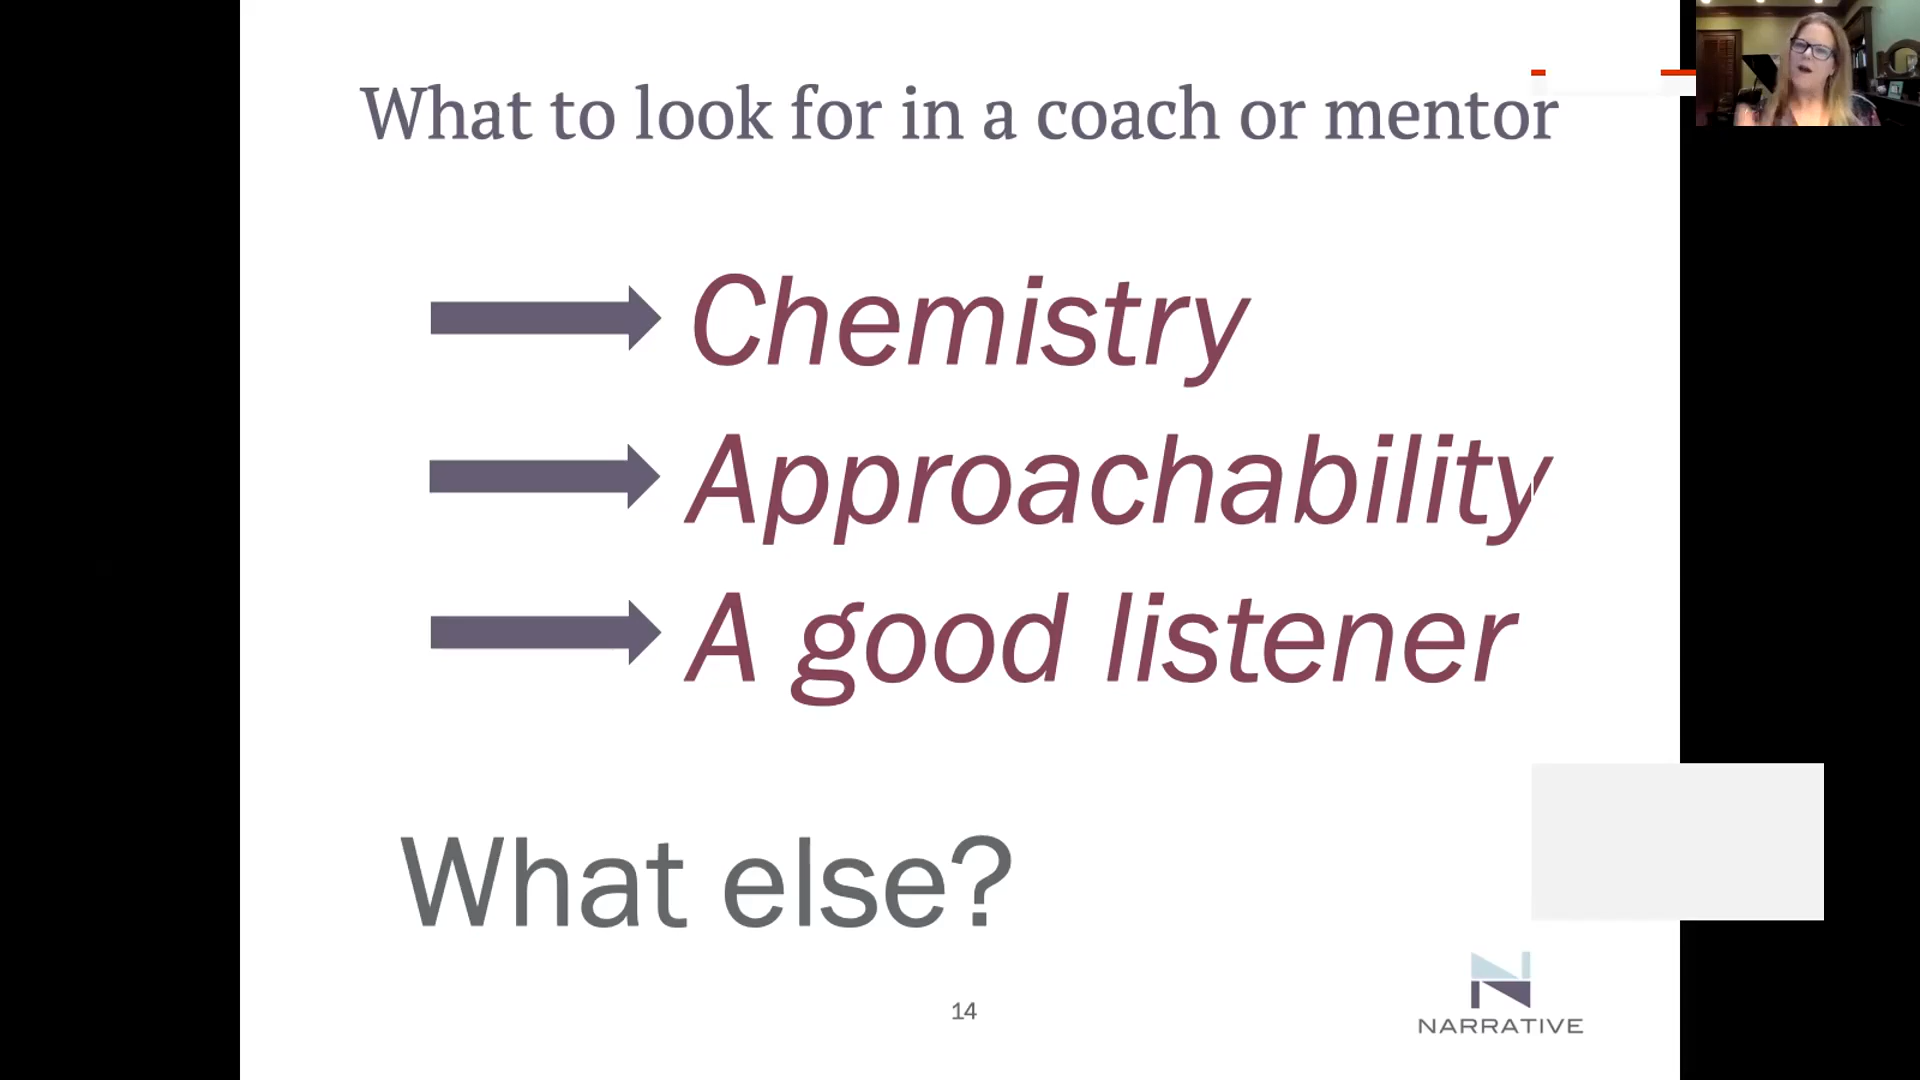 What to look for in a coach or mentor
Chemistry
Approachability
A good listener
What else?
14
NARRATIVE